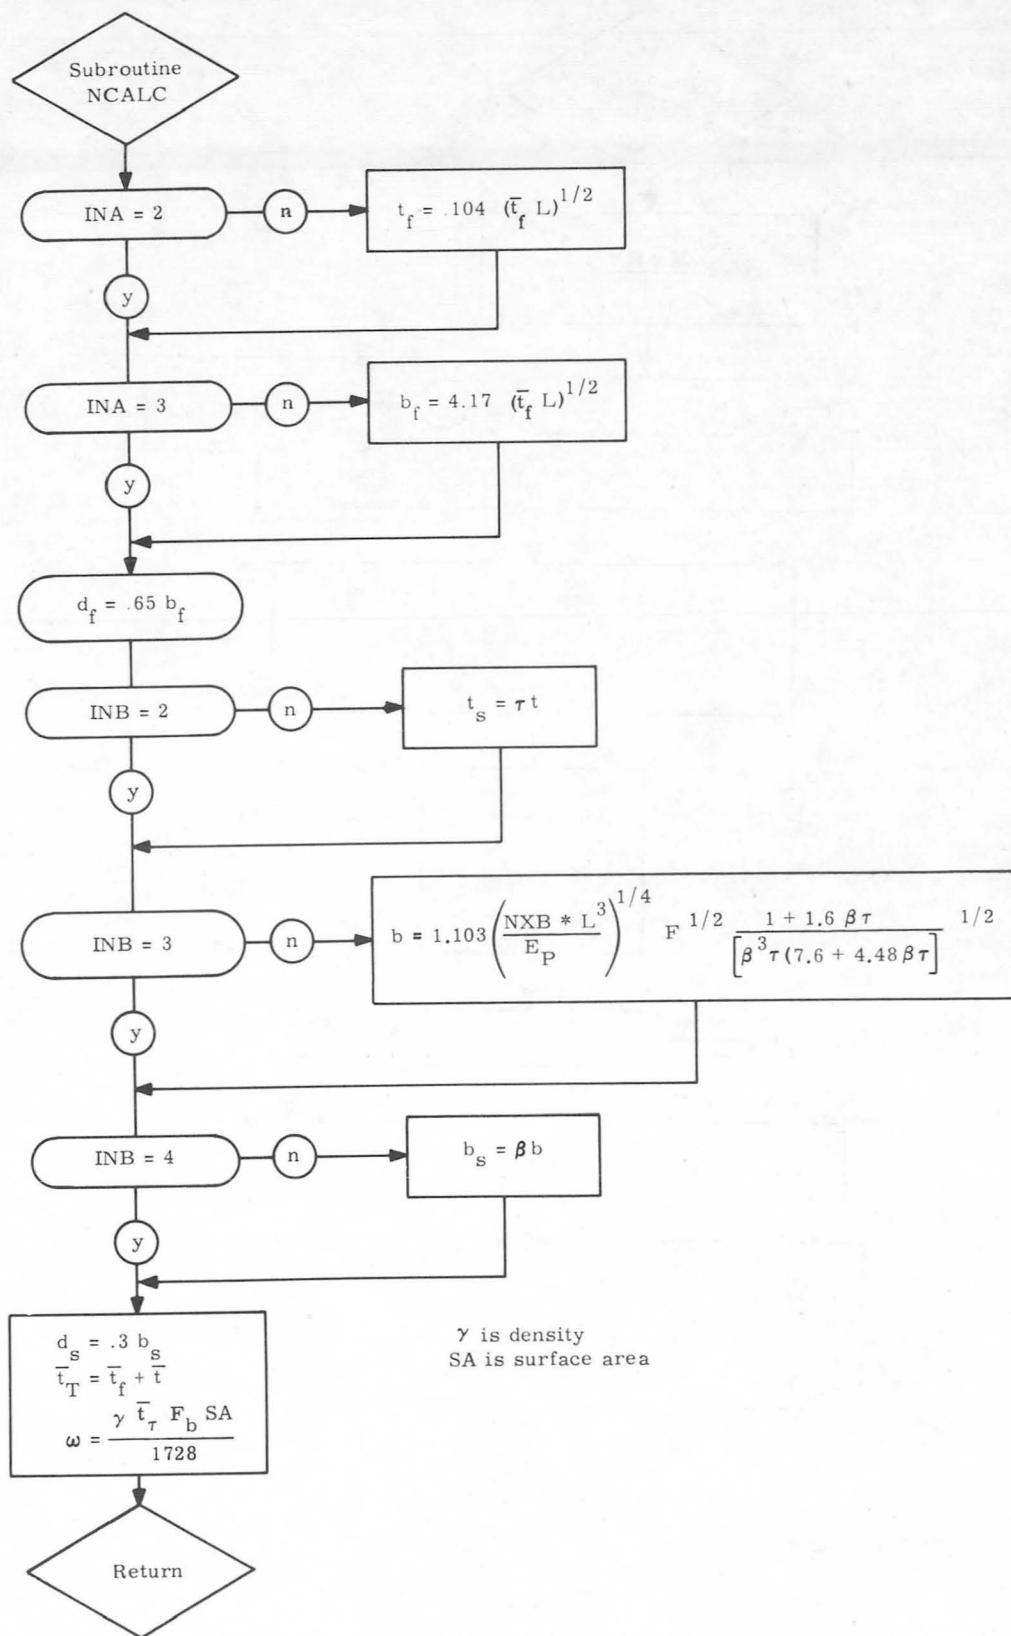 Subroutine
NCALC
INA = 2
n
t_f = .104 (t̅_f L)^{1/2}
y
INA = 3
n
b_f = 4.17 (t̅_f L)^{1/2}
y
d_f = .65 b_f
INB = 2
n
t_s = τ t
y
INB = 3
n
b = 1.103 (NXB * L^3 / E_P)^{1/4} F^{1/2} (1 + 1.6 βτ) / [β^3 τ (7.6 + 4.48 βτ]^{1/2}
y
INB = 4
n
b_s = β b
y
d_s = .3 b_s
t̅_T = t̅_f + t̅
ω = γ t̅_τ F_b SA / 1728
γ is density
SA is surface area
Return